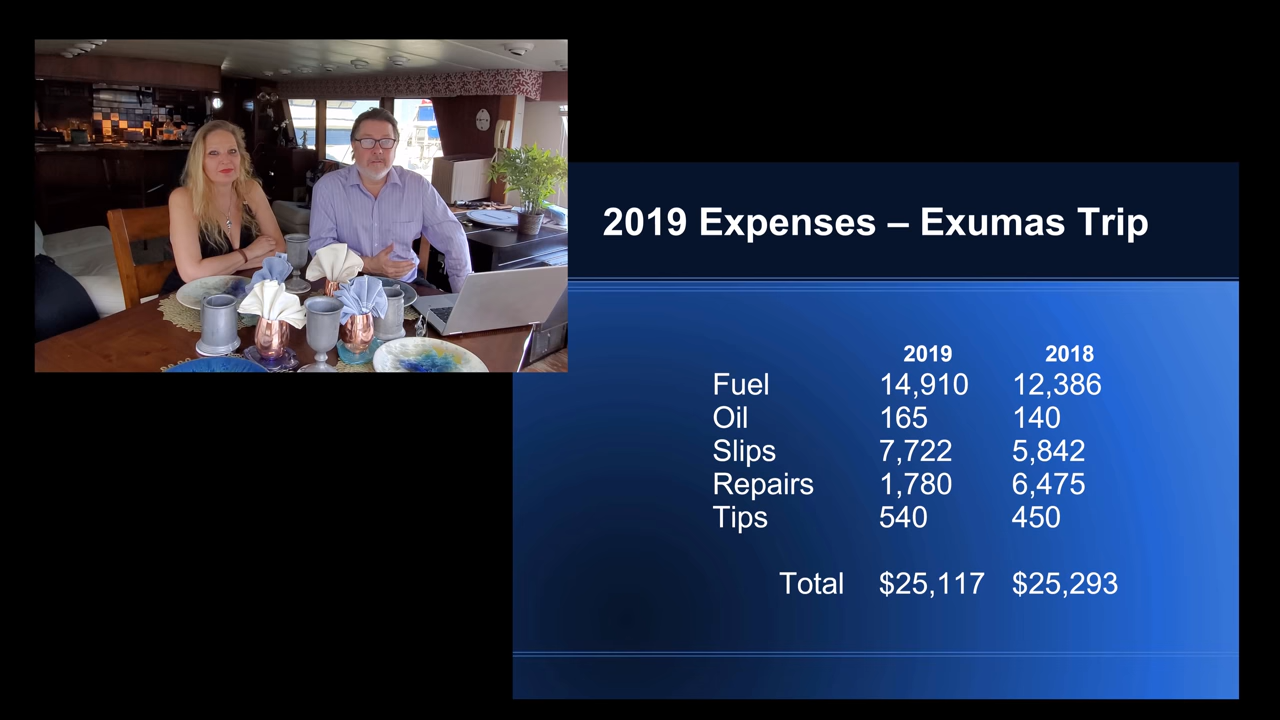 2019 Expenses – Exumas Trip
2019 2018
Fuel 14,910 12,386
Oil 165 140
Slips 7,722 5,842
Repairs 1,780 6,475
Tips 540 450
Total $25,117 $25,293